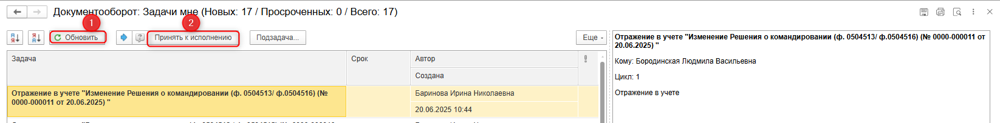 Документооборот: Задачи мне (Новых: 17 / Просроченных: 0 / Всего: 17)
1
2
Обновить
Принять к исполнению
Подзадача...
Еще
Задача
Срок
Автор
Создана
Отражение в учете "Изменение Решения о командировании (ф. 0504513/ ф.0504516) (№
0000-000011 от 20.06.2025) "
Баринова Ирина Николаевна
20.06.2025 10:44
Отражение в учете "Изменение Решения о командировании (ф. 0504513/ ф.0504516) (№ 0000-000011 от
20.06.2025) "
Кому: Бородинская Людмила Васильевна
Цикл: 1
Отражение в учете